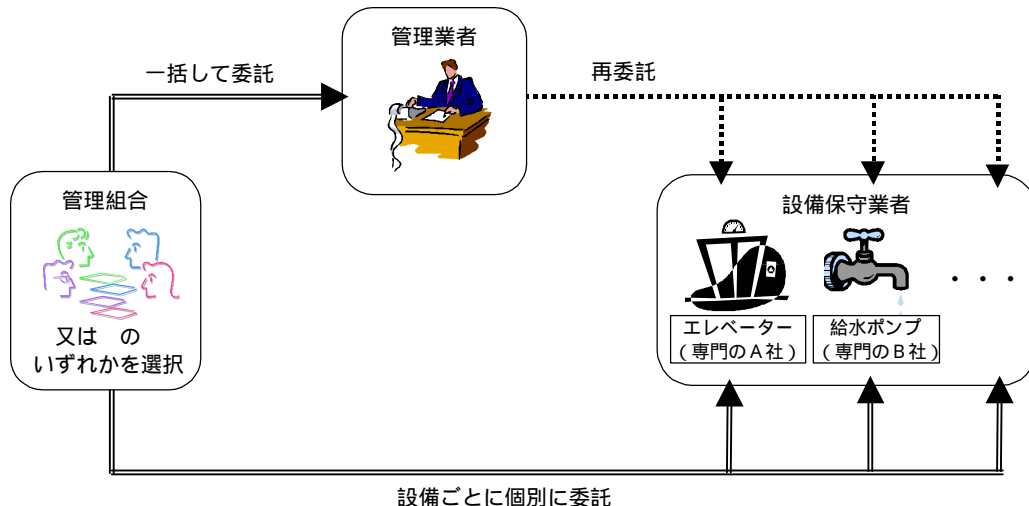 管理業者
一括して委託
再委託
管理組合
又は の
いずれかを選択
設備保守業者
エレベーター
（専門のＡ社）
給水ポンプ
（専門のＢ社）
・・・
設備ごとに個別に委託